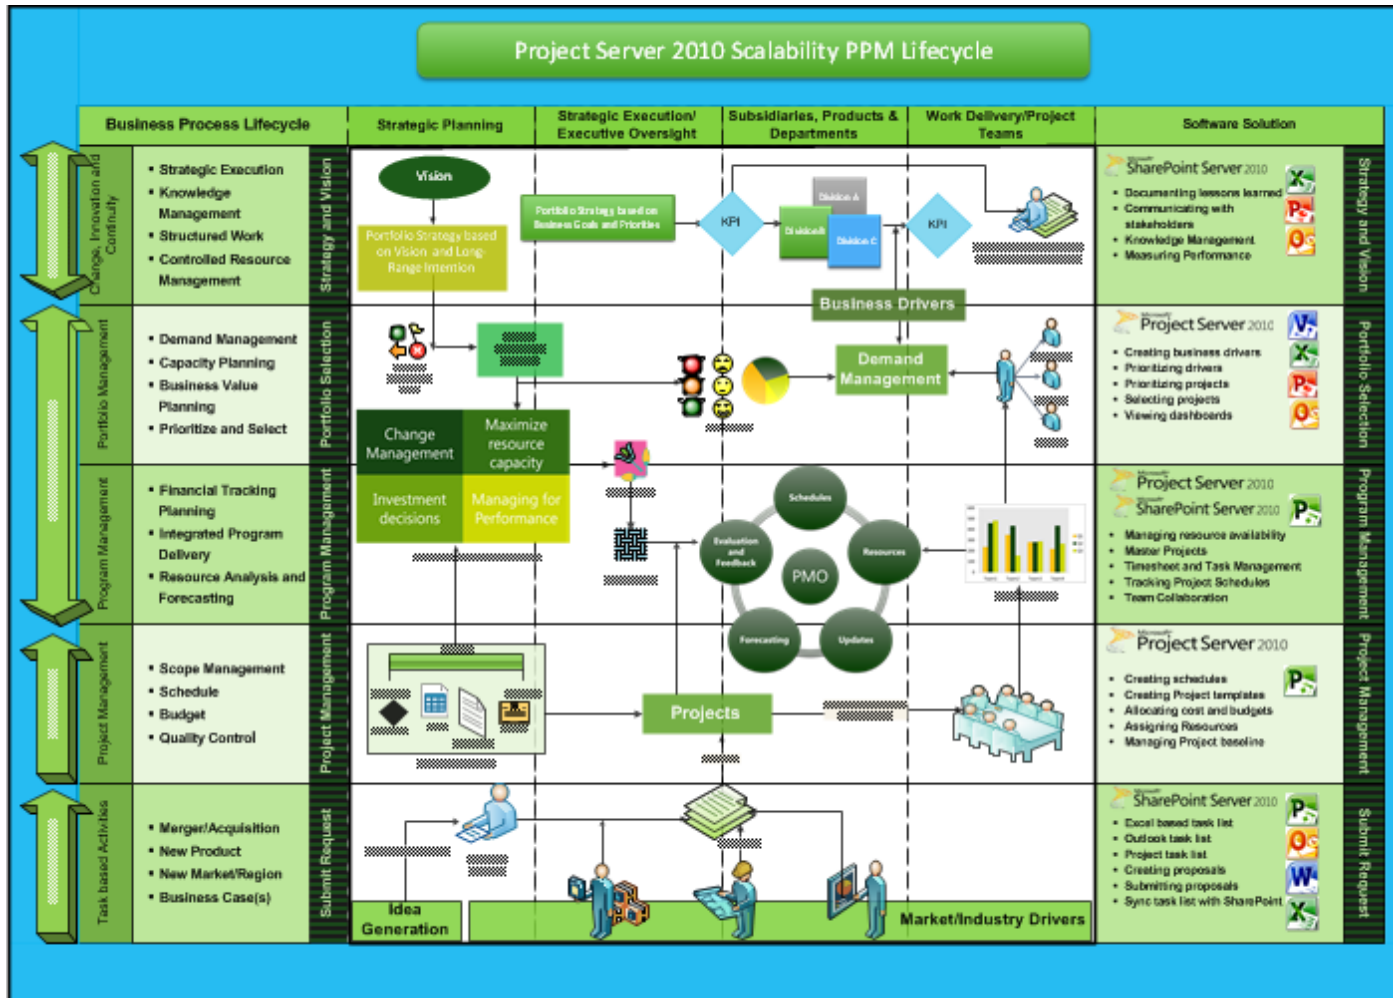 Project Server 2010 Scalability PPM Lifecycle
Business Process Lifecycle
Strategic Planning
Strategic Execution/
Executive Oversight
Subsidiaries, Products &
Departments
Work Delivery/Project
Teams
Software Solution
Change, Innovation and
Continuity
▪ Strategic Execution
▪ Knowledge
Management
▪ Structured Work
▪ Controlled Resource
Management
Strategy and Vision
Vision
Portfolio Strategy based
on Vision and Long-
Range Intention
Portfolio Strategy based on
Business Goals and Priorities
KPI
Division A
Division B
Division C
KPI
Business Drivers
Microsoft
SharePoint Server 2010
• Documenting lessons learned
• Communicating with
stakeholders
• Knowledge Management
• Measuring Performance
Strategy and Vision
Portfolio Management
▪ Demand Management
▪ Capacity Planning
▪ Business Value
Planning
▪ Prioritize and Select
Portfolio Selection
Demand
Management
Change
Management
Maximize
resource
capacity
Microsoft
Project Server 2010
• Creating business drivers
• Prioritizing drivers
• Prioritizing projects
• Selecting projects
• Viewing dashboards
Portfolio Selection
Program Management
▪ Financial Tracking
Planning
▪ Integrated Program
Delivery
▪ Resource Analysis and
Forecasting
Program Management
Investment
decisions
Managing for
Performance
Schedules
Evaluation
and
Feedback
Resources
PMO
Forecasting
Updates
Project Server 2010
SharePoint Server 2010
• Managing resource availability
• Master Projects
• Timesheet and Task Management
• Tracking Project Schedules
• Team Collaboration
Program Management
Project Management
▪ Scope Management
▪ Schedule
▪ Budget
▪ Quality Control
Project Management
Projects
Microsoft
Project Server 2010
• Creating schedules
• Creating Project templates
• Allocating cost and budgets
• Assigning Resources
• Managing Project baseline
Project Management
Task based Activities
▪ Merger/Acquisition
▪ New Product
▪ New Market/Region
▪ Business Case(s)
Submit Request
Idea
Generation
Market/Industry Drivers
Microsoft
SharePoint Server 2010
• Excel based task list
• Outlook task list
• Project task list
• Creating proposals
• Submitting proposals
• Sync task list with SharePoint
Submit Request